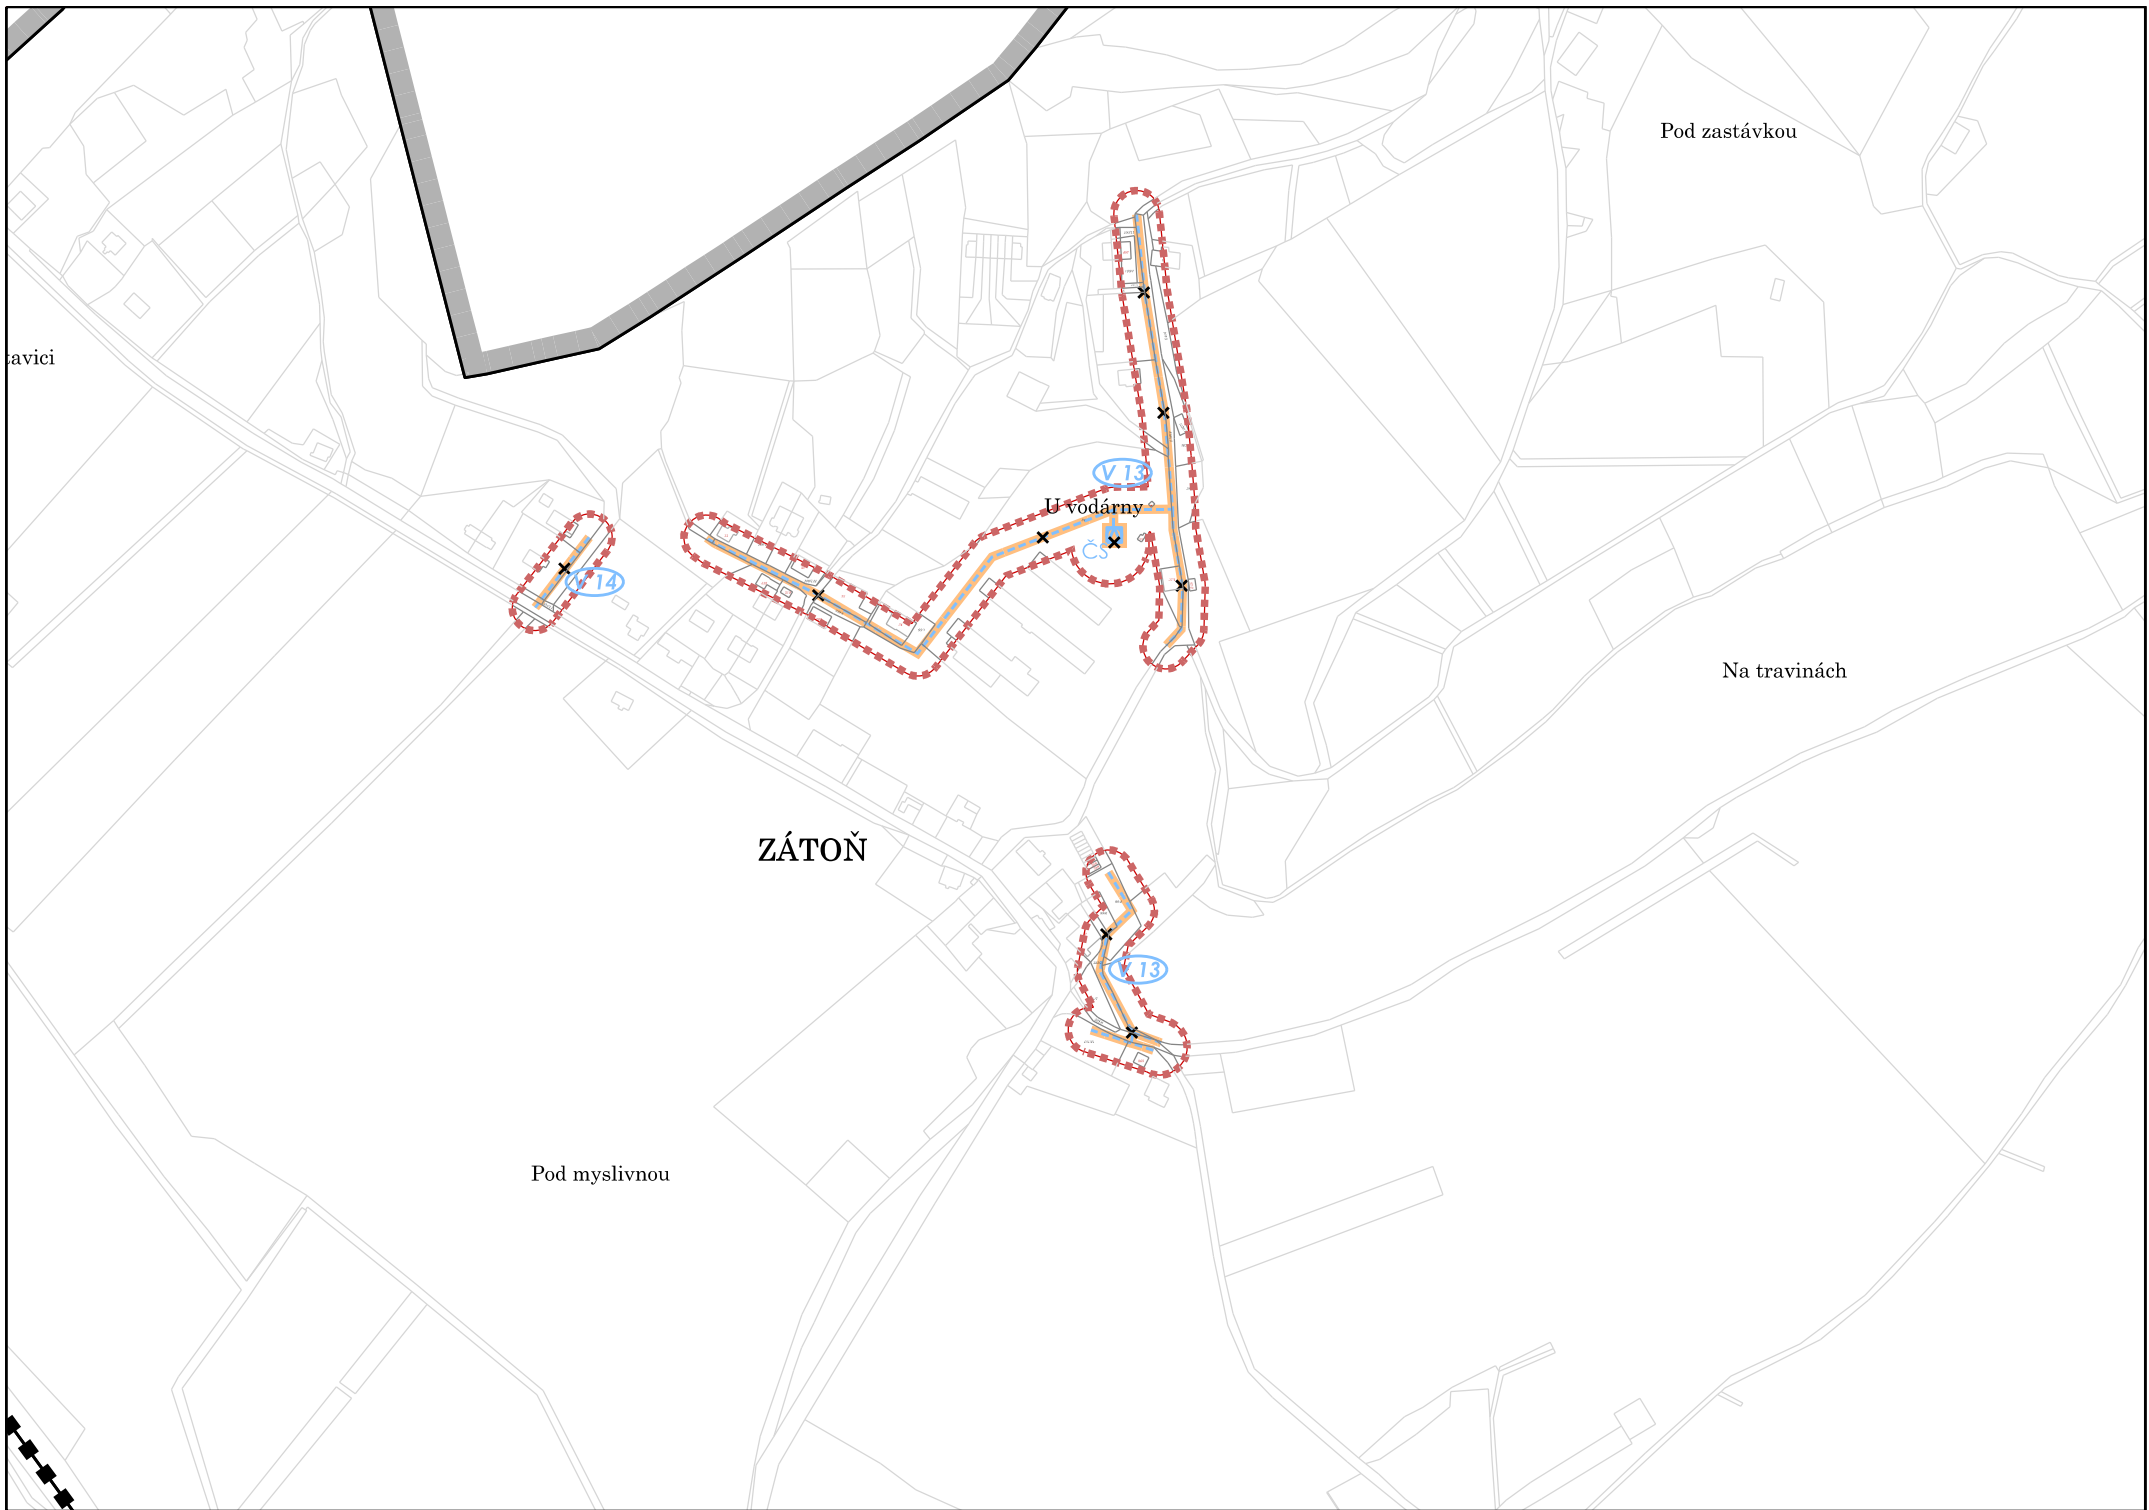 Pod zastávkou
tavici
V 13
U vodárny
ČS
V 14
Na travinách
ZÁTOŇ
V 13
Pod myslivnou